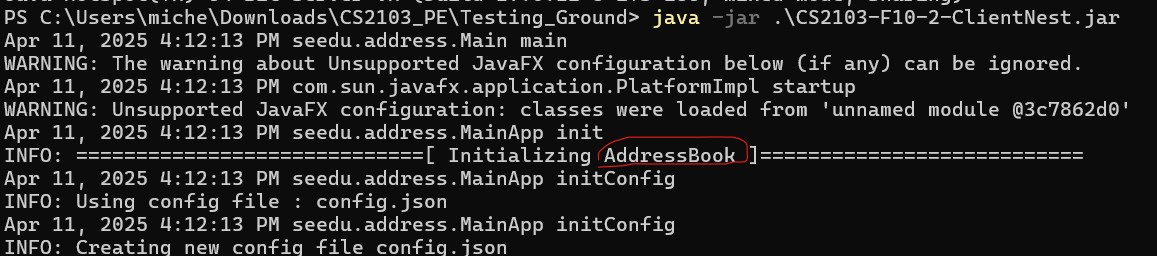 PS C:\Users\miche\Downloads\CS2103_PE\Testing_Ground> java -jar .\CS2103-F10-2-ClientNest.jar
Apr 11, 2025 4:12:13 PM seedu.address.Main main
WARNING: The warning about Unsupported JavaFX configuration below (if any) can be ignored.
Apr 11, 2025 4:12:13 PM com.sun.javafx.application.PlatformImpl startup
WARNING: Unsupported JavaFX configuration: classes were loaded from 'unnamed module @3c7862d0'
Apr 11, 2025 4:12:13 PM seedu.address.MainApp init
INFO: =============================[ Initializing AddressBook ]===========================
Apr 11, 2025 4:12:13 PM seedu.address.MainApp initConfig
INFO: Using config file : config.json
Apr 11, 2025 4:12:13 PM seedu.address.MainApp initConfig
INFO: Creating new config file config.json